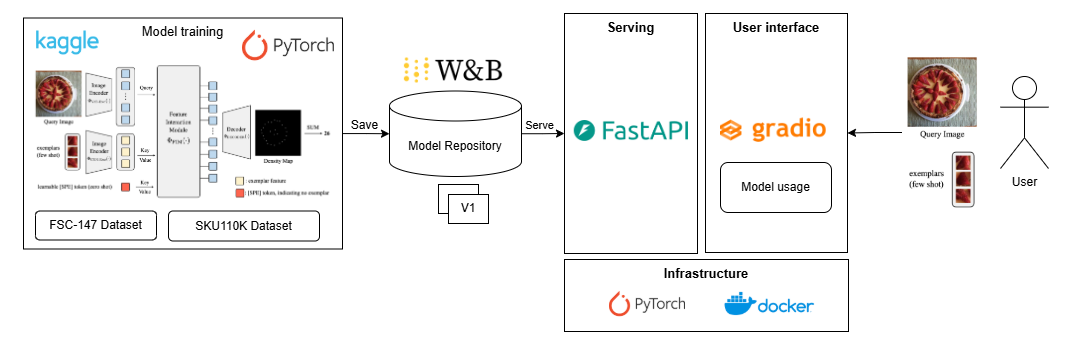 Model training
kaggle
PyTorch
Image
Encoder
Query Image
Query
Feature
Interaction
Module
exemplars
(few shot)
Image
Encoder
Key
Value
Decoder
SUM
26
Density Map
learnable [SPE] token (zero shot)
Key
Value
: exemplar feature
: [SPE] token, indicating no exemplar
FSC-147 Dataset
SKU110K Dataset
Save
W&B
Model Repository
V1
Serve
Serving
FastAPI
User interface
gradio
Model usage
Infrastructure
PyTorch
docker
Query Image
exemplars
(few shot)
User